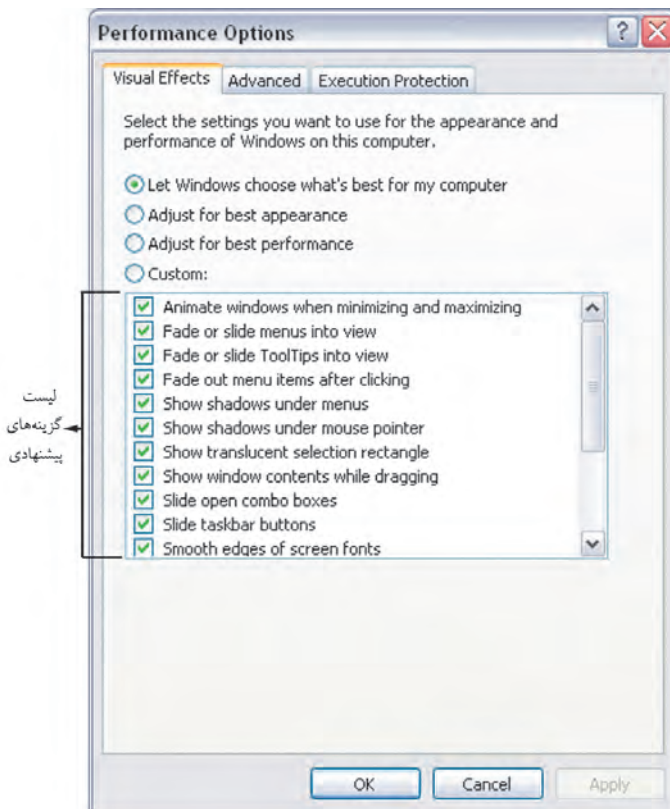 Performance Options
Visual Effects
Advanced
Execution Protection
Select the settings you want to use for the appearance and
performance of Windows on this computer.
Let Windows choose what's best for my computer
Adjust for best appearance
Adjust for best performance
Custom:
Animate windows when minimizing and maximizing
Fade or slide menus into view
Fade or slide ToolTips into view
Fade out menu items after clicking
Show shadows under menus
Show shadows under mouse pointer
Show translucent selection rectangle
Show window contents while dragging
Slide open combo boxes
Slide taskbar buttons
Smooth edges of screen fonts
لیست
گزینه‌های
پیشنهادی
OK
Cancel
Apply